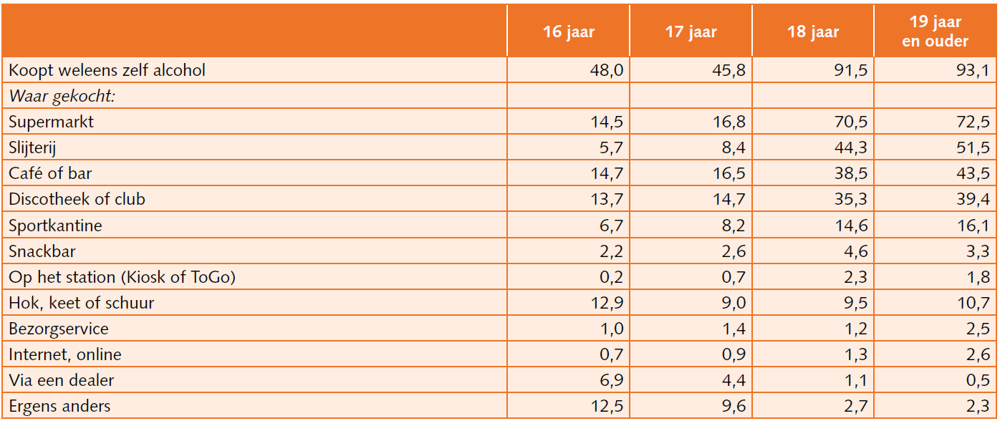 16 jaar 17 jaar 18 jaar 19 jaar en ouder
Koopt weleens zelf alcohol 48,0 45,8 91,5 93,1
Waar gekocht:
Supermarkt 14,5 16,8 70,5 72,5
Slijterij 5,7 8,4 44,3 51,5
Café of bar 14,7 16,5 38,5 43,5
Discotheek of club 13,7 14,7 35,3 39,4
Sportkantine 6,7 8,2 14,6 16,1
Snackbar 2,2 2,6 4,6 3,3
Op het station (Kiosk of ToGo) 0,2 0,7 2,3 1,8
Hok, keet of schuur 12,9 9,0 9,5 10,7
Bezorgservice 1,0 1,4 1,2 2,5
Internet, online 0,7 0,9 1,3 2,6
Via een dealer 6,9 4,4 1,1 0,5
Ergens anders 12,5 9,6 2,7 2,3